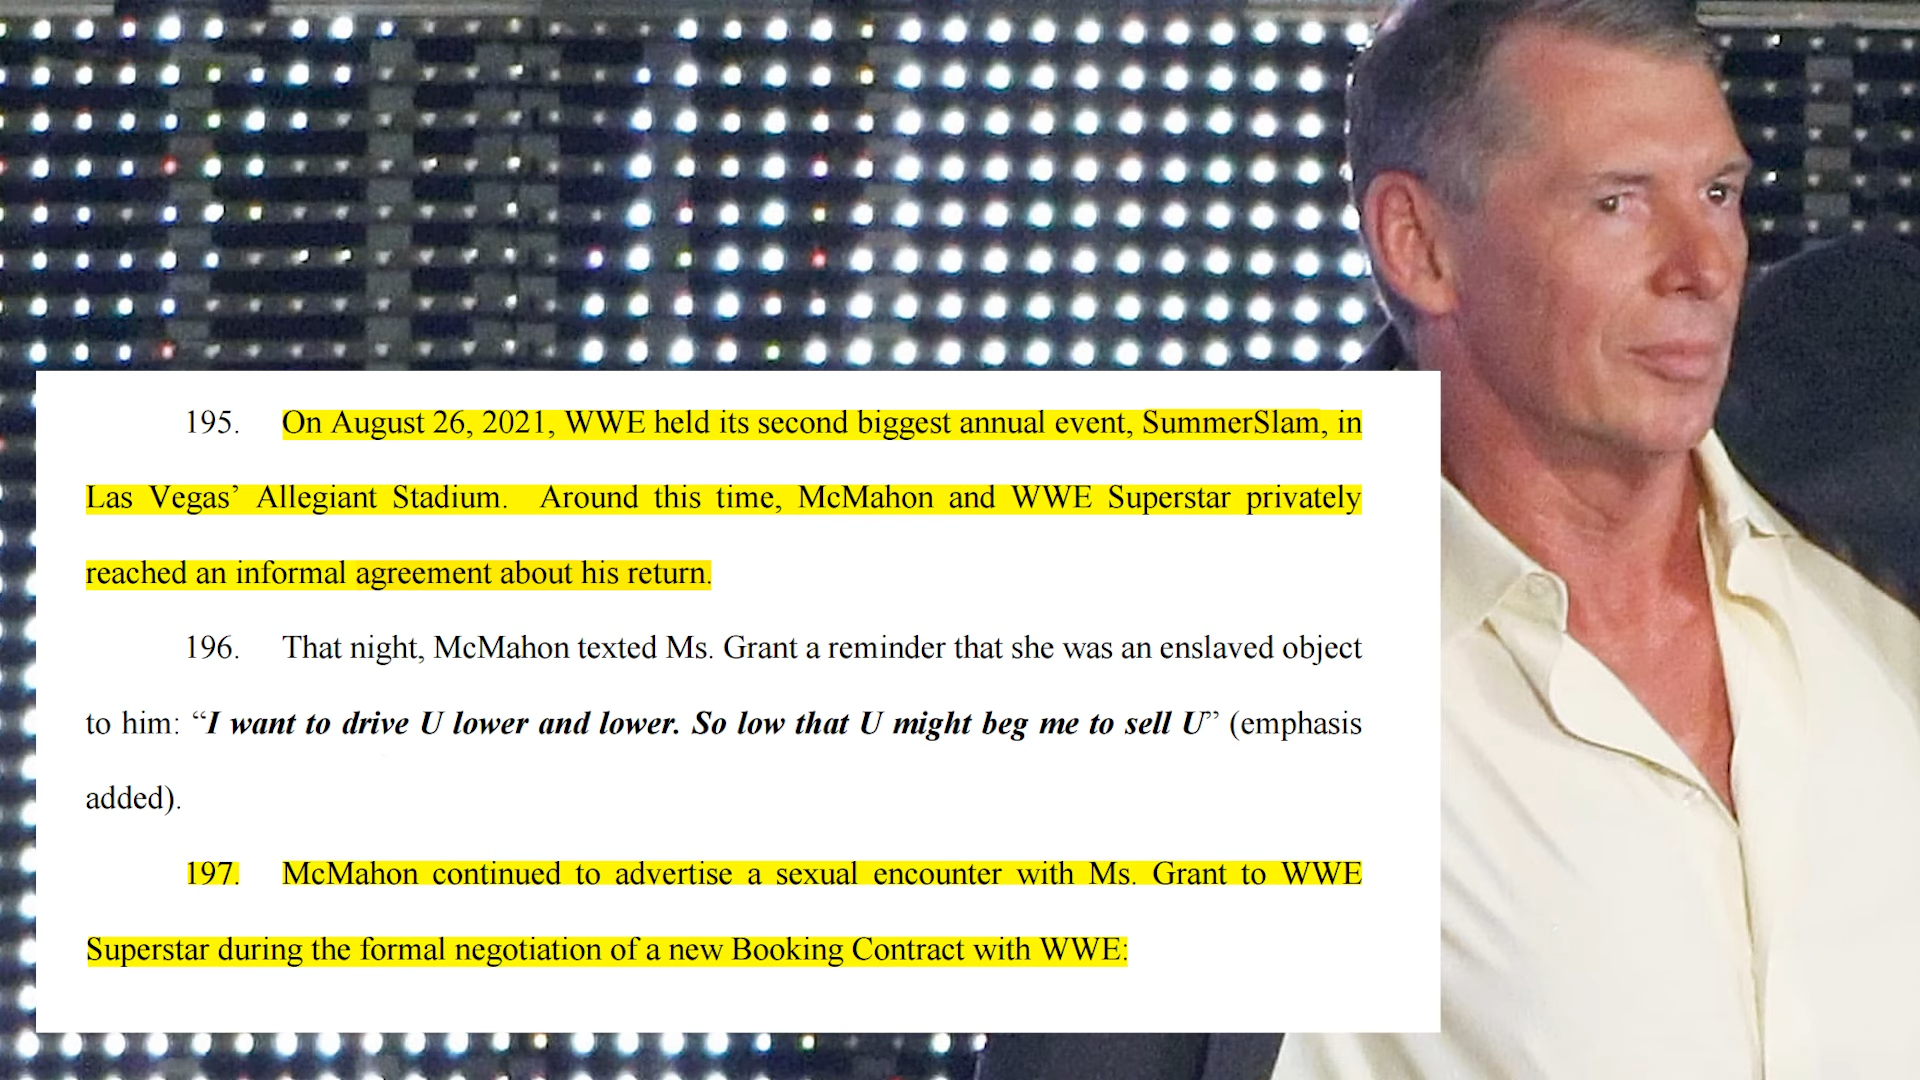 195. On August 26, 2021, WWE held its second biggest annual event, SummerSlam, in
Las Vegas’ Allegiant Stadium. Around this time, McMahon and WWE Superstar privately
reached an informal agreement about his return.
196. That night, McMahon texted Ms. Grant a reminder that she was an enslaved object
to him: “I want to drive U lower and lower. So low that U might beg me to sell U” (emphasis
added).
197. McMahon continued to advertise a sexual encounter with Ms. Grant to WWE
Superstar during the formal negotiation of a new Booking Contract with WWE: